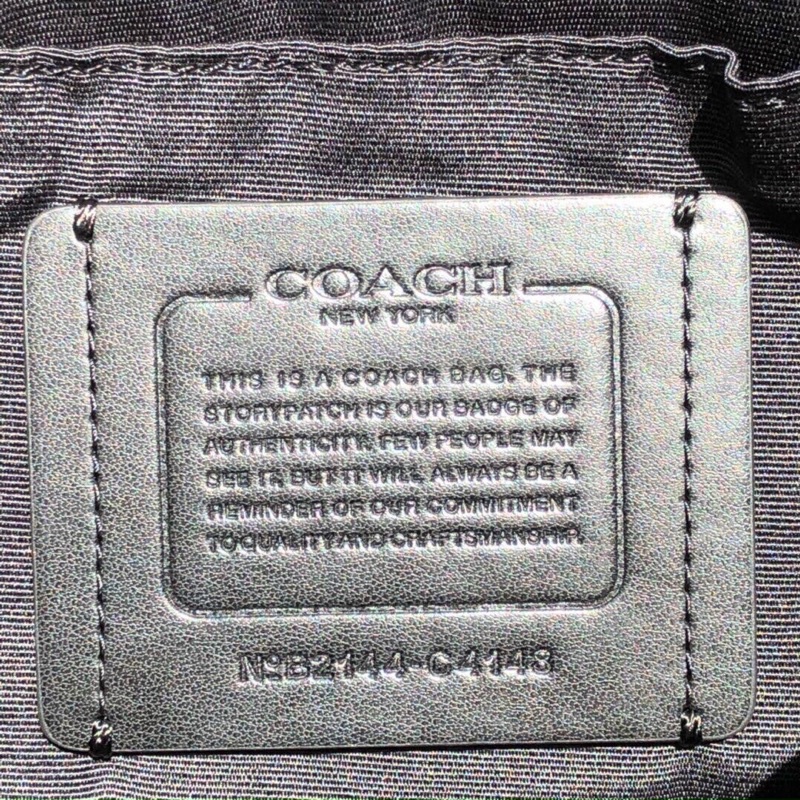 COACH
NEW YORK
THIS IS A COACH BAG. THE
STORYPATCH IS OUR BADGE OF
AUTHENTICITY. FEW PEOPLE MAY
SEE IT, BUT IT WILL ALWAYS BE A
REMINDER OF OUR COMMITMENT
TO QUALITY AND CRAFTSMANSHIP.
NºB2144-C4143